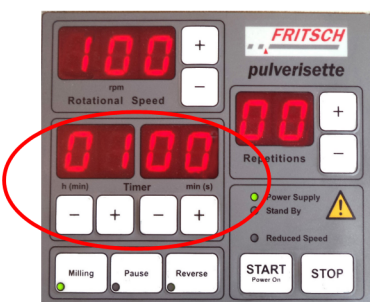 100
+
-
rpm
Rotational Speed
FRITSCH
pulverisette
01 00
h (min) Timer min (s)
- + - +
00
+
-
Repetitions
Power Supply
Stand By
Reduced Speed
Milling Pause Reverse
START
Power On
STOP